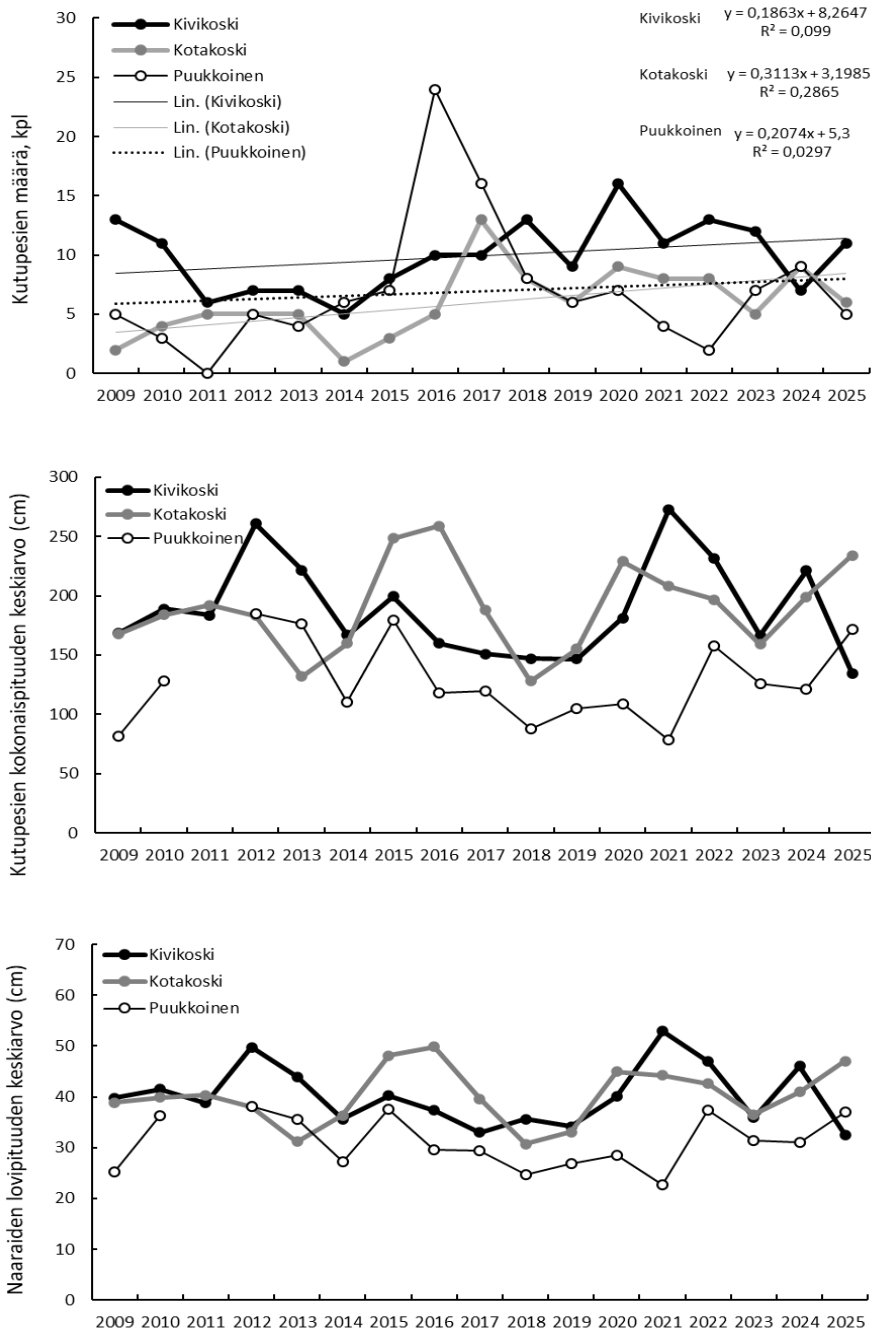 Kutupesien määrä, kpl
30
25
20
15
10
5
0
Kivikoski
Kotakoski
Puukkoinen
Lin. (Kivikoski)
Lin. (Kotakoski)
Lin. (Puukkoinen)
Kivikoski y = 0,1863x + 8,2647
R² = 0,099
Kotakoski y = 0,3113x + 3,1985
R² = 0,2865
Puukkoinen y = 0,2074x + 5,3
R² = 0,0297
2009 2010 2011 2012 2013 2014 2015 2016 2017 2018 2019 2020 2021 2022 2023 2024 2025
Kutupesien kokonaispituuden keskiarvo (cm)
300
250
200
150
100
50
0
Kivikoski
Kotakoski
Puukkoinen
2009 2010 2011 2012 2013 2014 2015 2016 2017 2018 2019 2020 2021 2022 2023 2024 2025
Naaraiden lovipituuden keskiarvo (cm)
70
60
50
40
30
20
10
0
Kivikoski
Kotakoski
Puukkoinen
2009 2010 2011 2012 2013 2014 2015 2016 2017 2018 2019 2020 2021 2022 2023 2024 2025